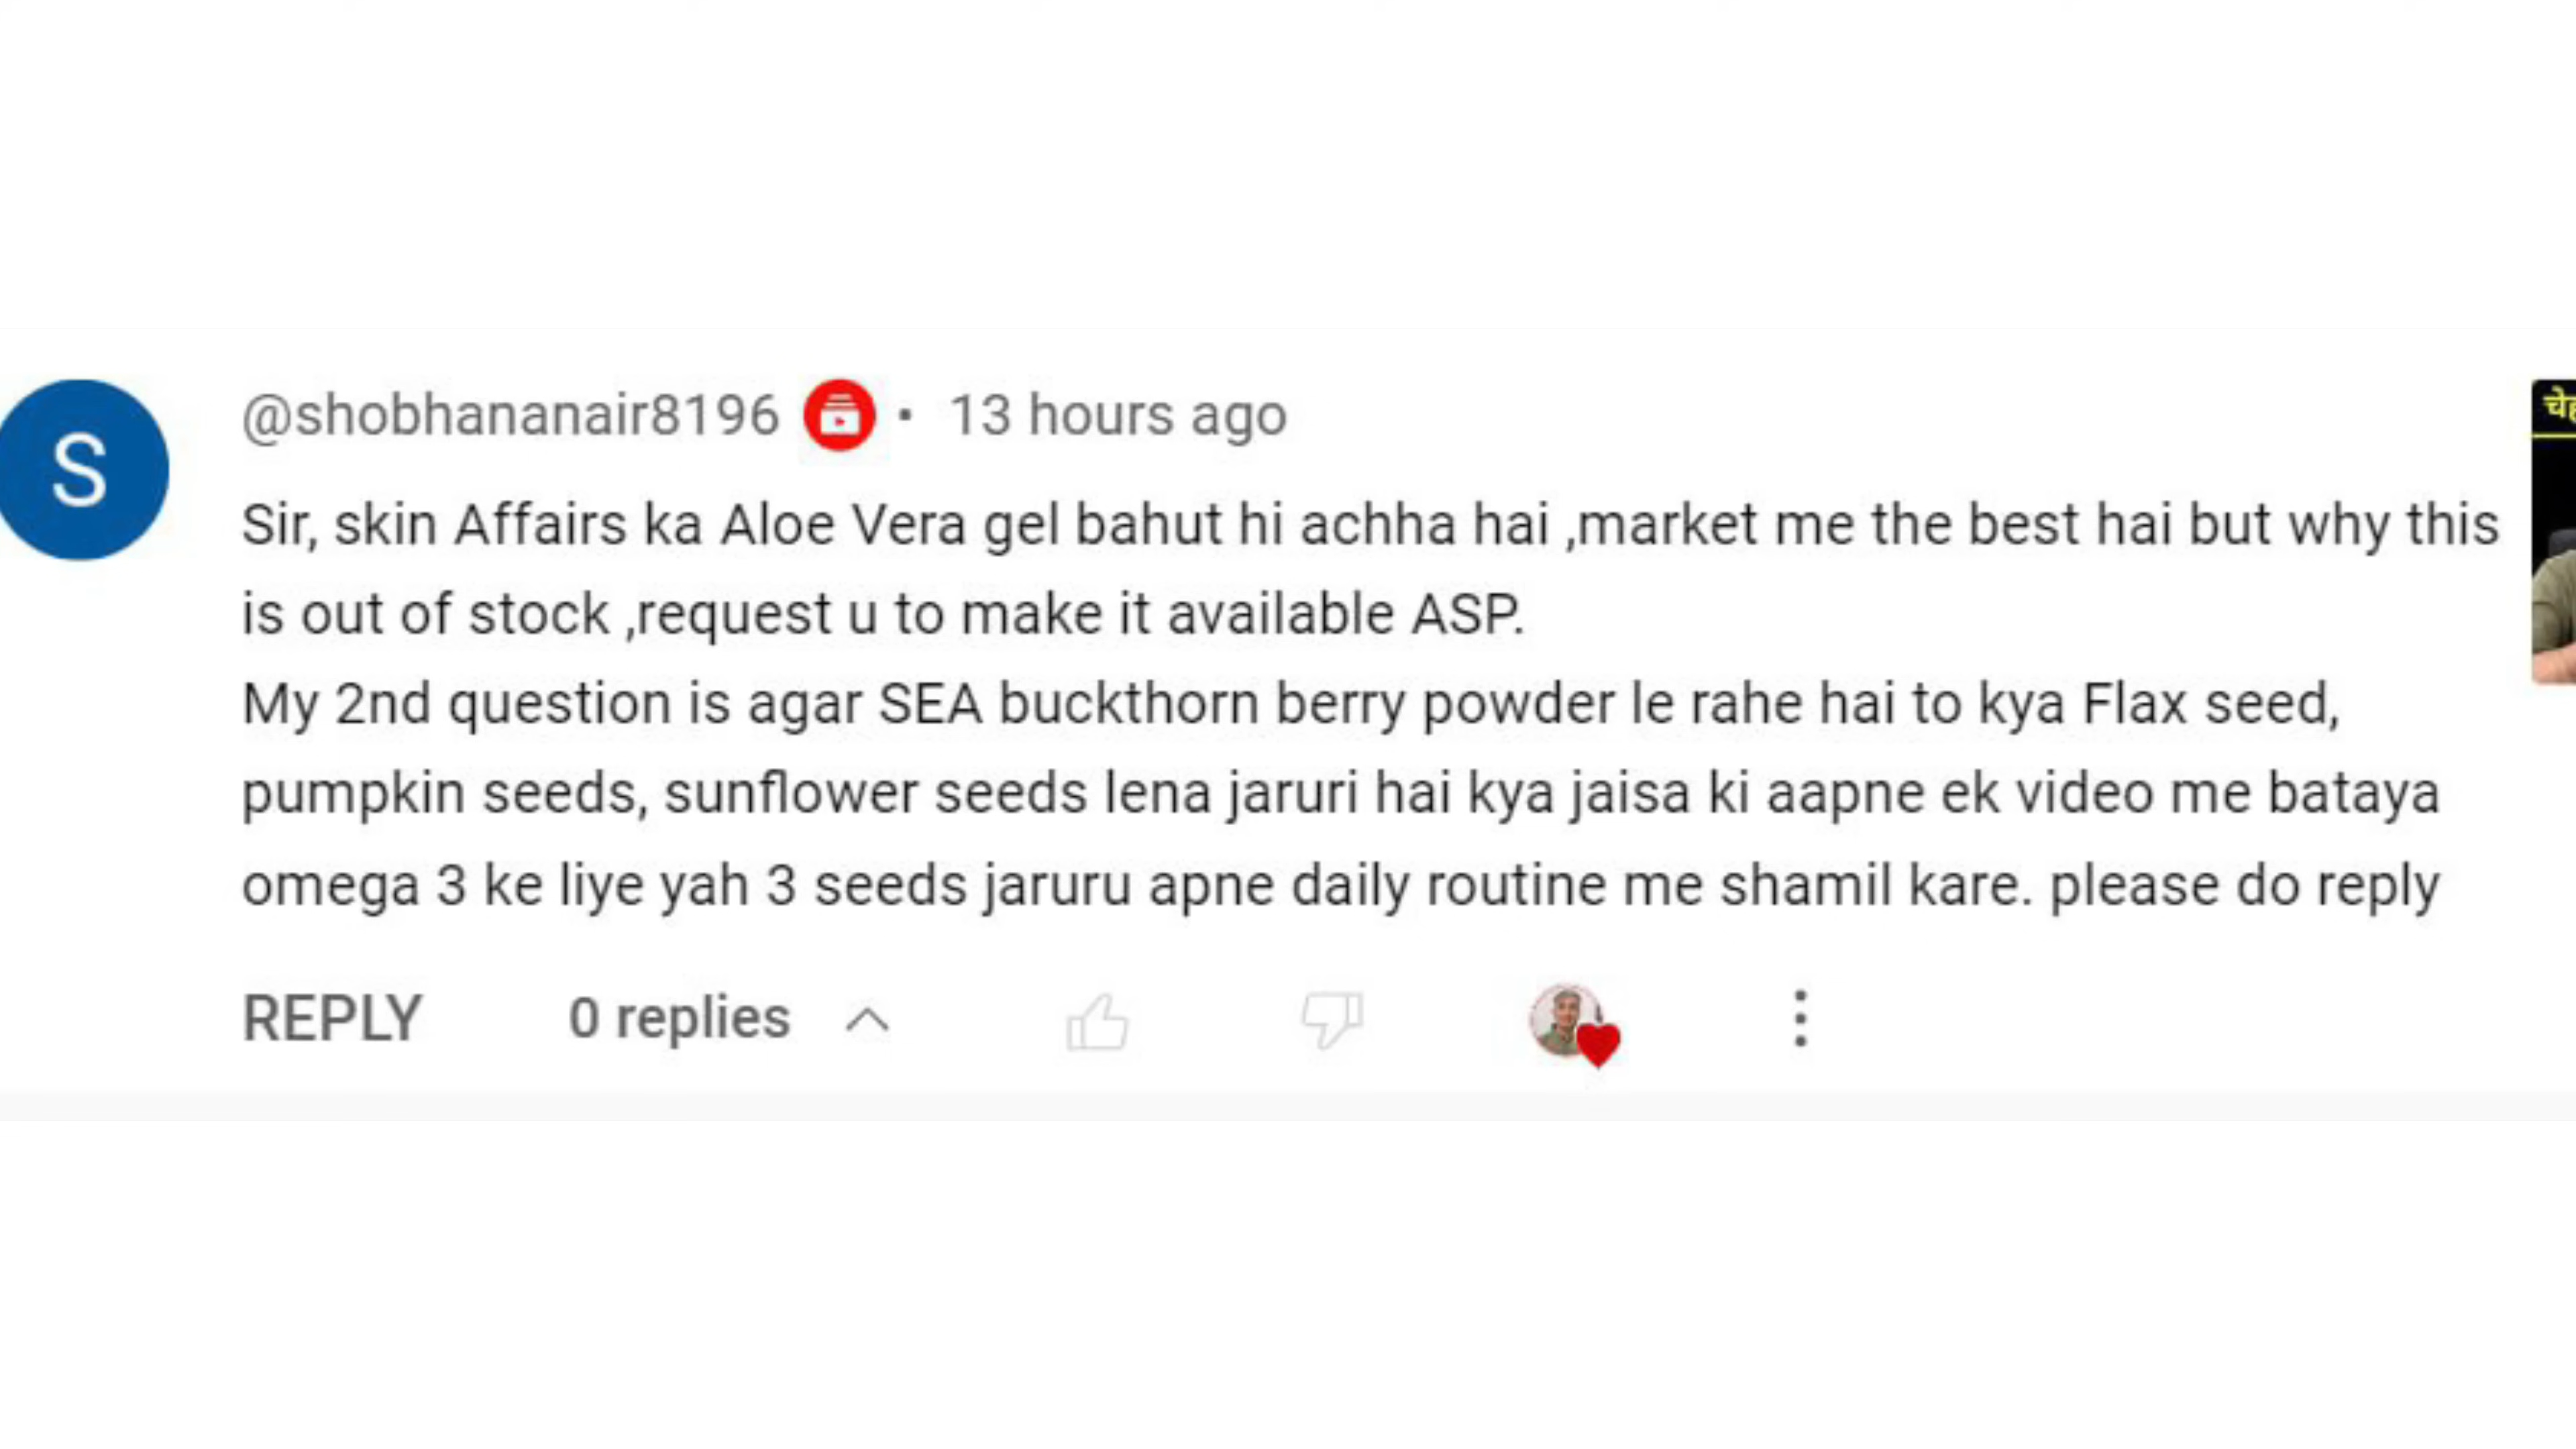 @shobhananair8196 • 13 hours ago
S
Sir, skin Affairs ka Aloe Vera gel bahut hi achha hai ,market me the best hai but why this
is out of stock ,request u to make it available ASP.
My 2nd question is agar SEA buckthorn berry powder le rahe hai to kya Flax seed,
pumpkin seeds, sunflower seeds lena jaruri hai kya jaisa ki aapne ek video me bataya
omega 3 ke liye yah 3 seeds jaruru apne daily routine me shamil kare. please do reply
REPLY 0 replies